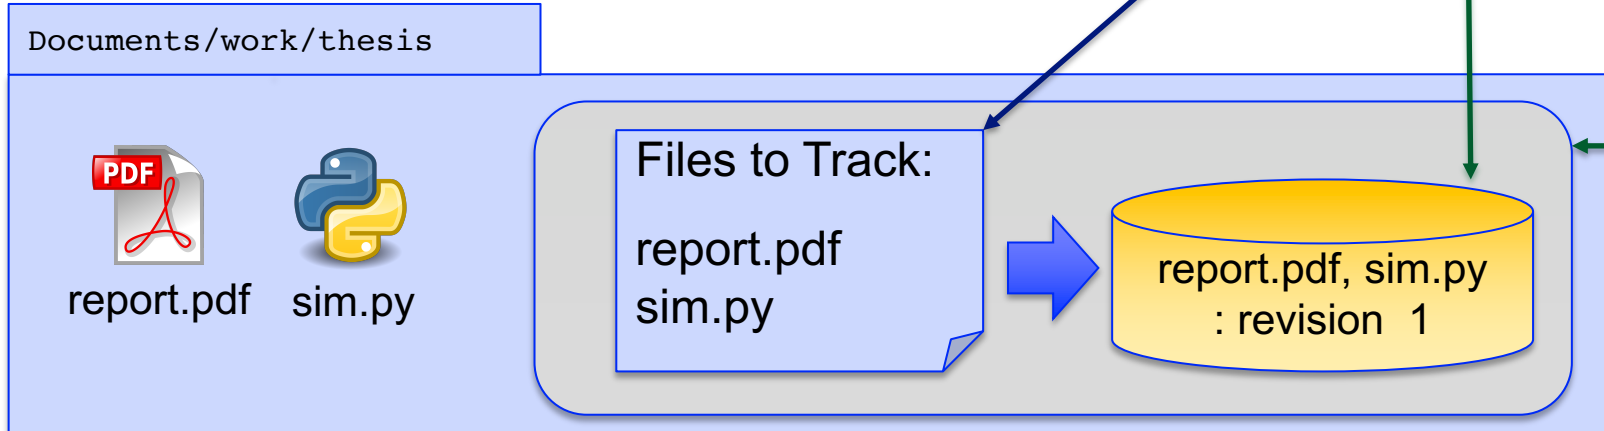 Documents/work/thesis
PDF
report.pdf
sim.py
Files to Track:
report.pdf
sim.py
report.pdf, sim.py
: revision 1